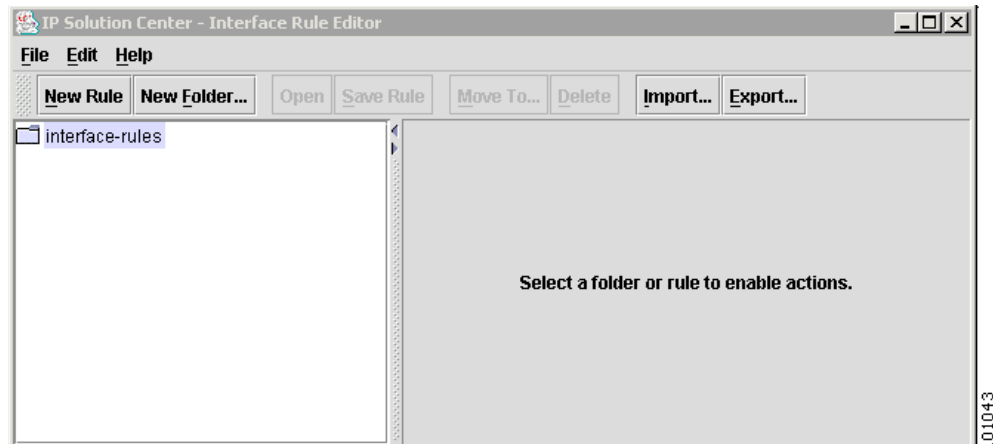 IP Solution Center - Interface Rule Editor
File Edit Help
New Rule New Folder... Open Save Rule Move To... Delete Import... Export...
interface-rules
Select a folder or rule to enable actions.
01043